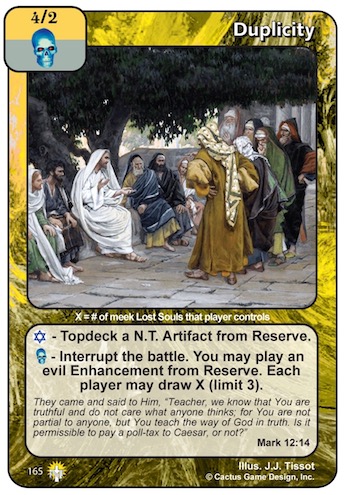 4/2
Duplicity
X = # of meek Lost Souls that player controls
- Topdeck a N.T. Artifact from Reserve.
- Interrupt the battle. You may play an
evil Enhancement from Reserve. Each
player may draw X (limit 3).
They came and said to Him, “Teacher, we know that You are
truthful and do not care what anyone thinks; for You are not
partial to anyone, but You teach the way of God in truth. Is it
permissible to pay a poll-tax to Caesar, or not?”
Mark 12:14
165
Illus. J.J. Tissot
© Cactus Game Design, Inc.